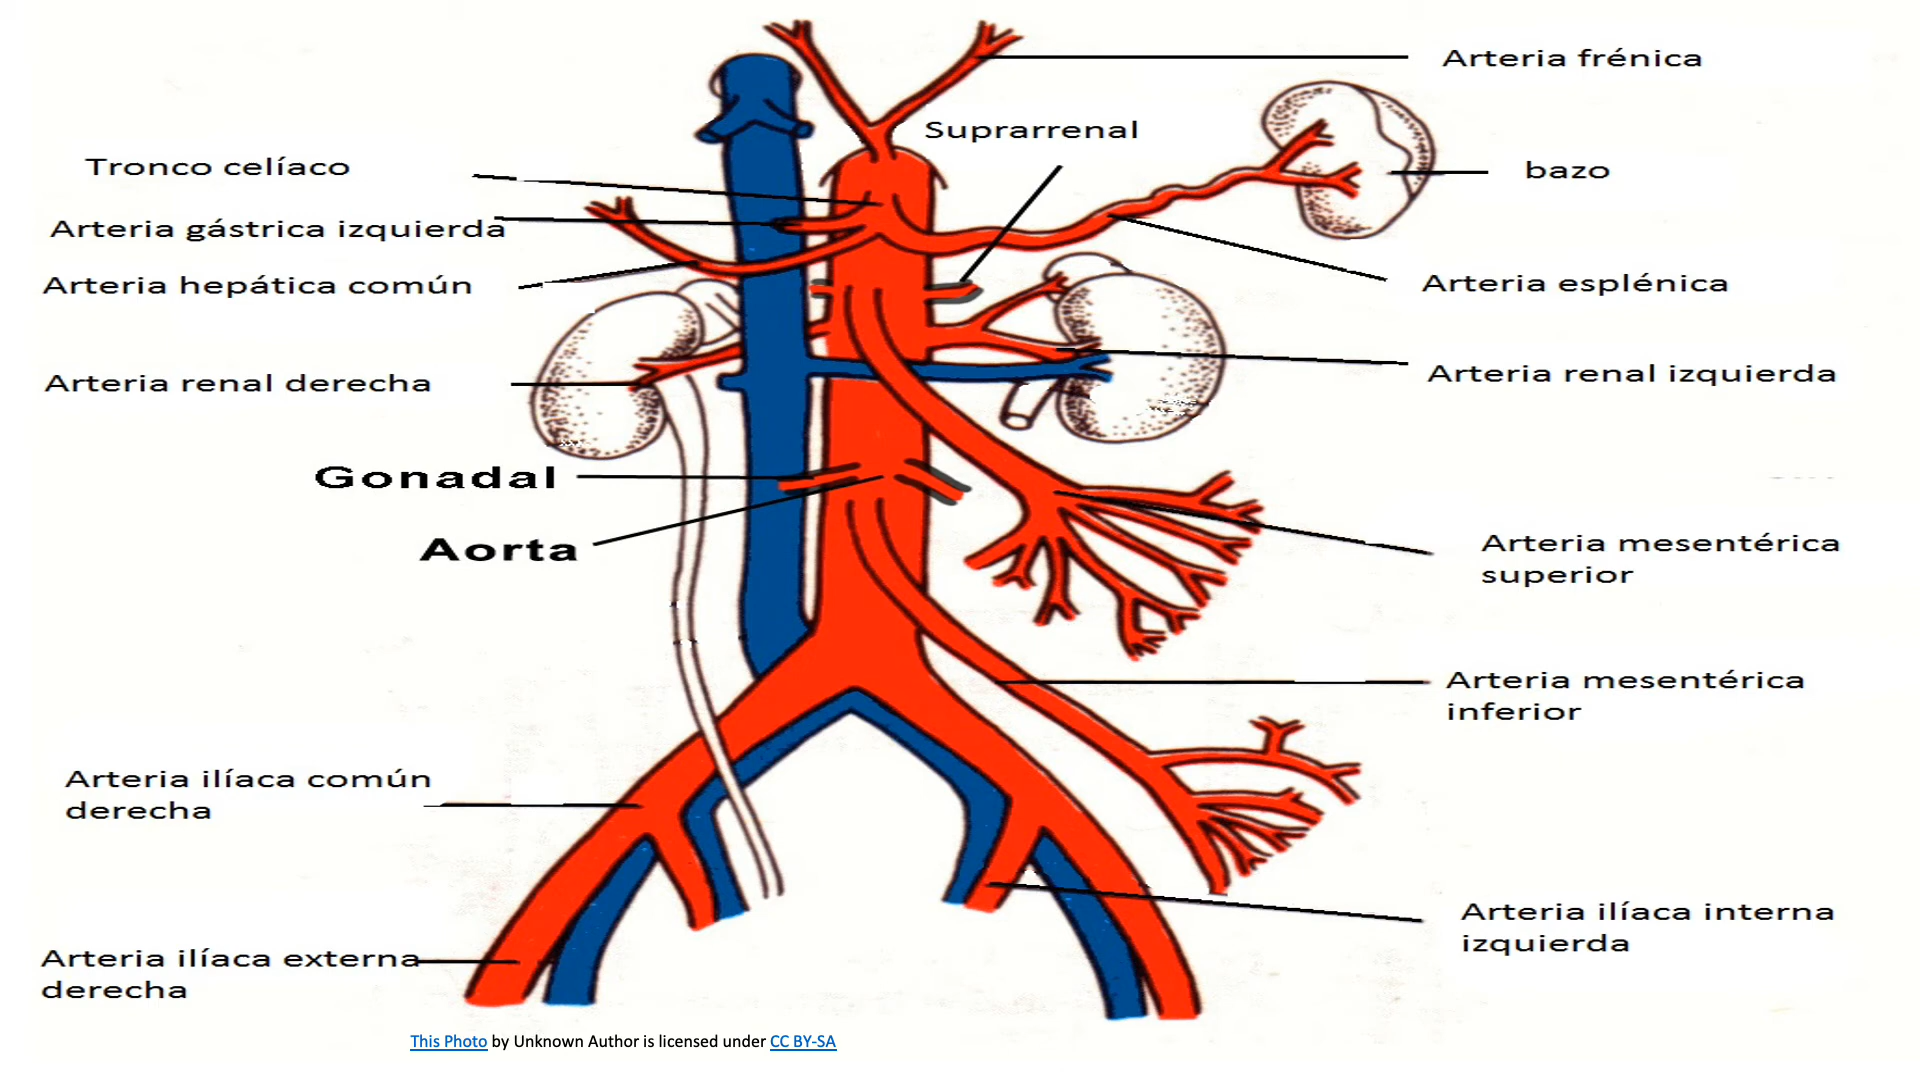 Arteria frénica
Suprarrenal
Tronco celíaco
bazo
Arteria gástrica izquierda
Arteria hepática común
Arteria esplénica
Arteria renal derecha
Arteria renal izquierda
Gonadal
Aorta
Arteria mesentérica
superior
Arteria mesentérica
inferior
Arteria ilíaca común
derecha
Arteria ilíaca interna
izquierda
Arteria ilíaca externa
derecha
This Photo by Unknown Author is licensed under CC BY-SA